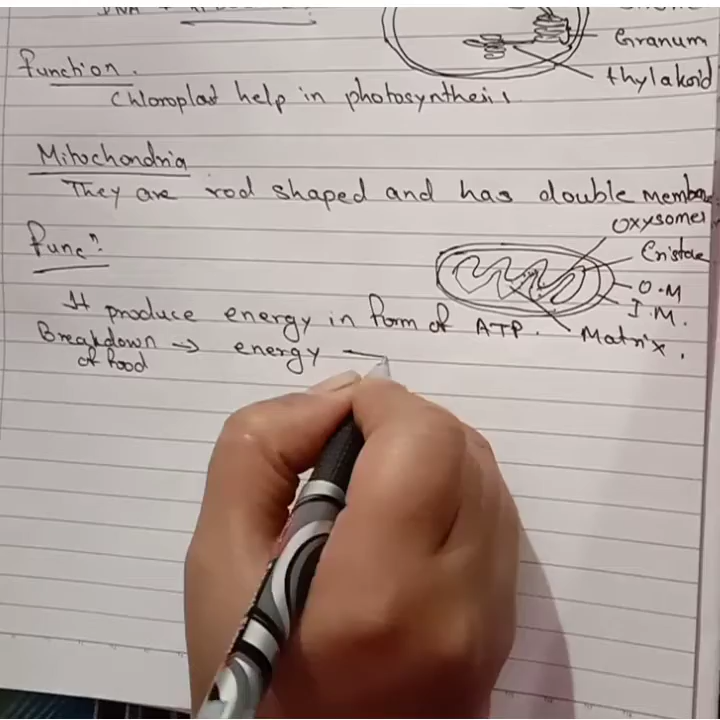 Granum
thylakoid
Function.
Chloroplast help in photosynthesis
Mitochondria
They are rod shaped and has double
Oxysomes
Func?
Cristae
O.M
I.M.
Matrix.
It produce energy in form of ATP.
Breakdown → energy
of food